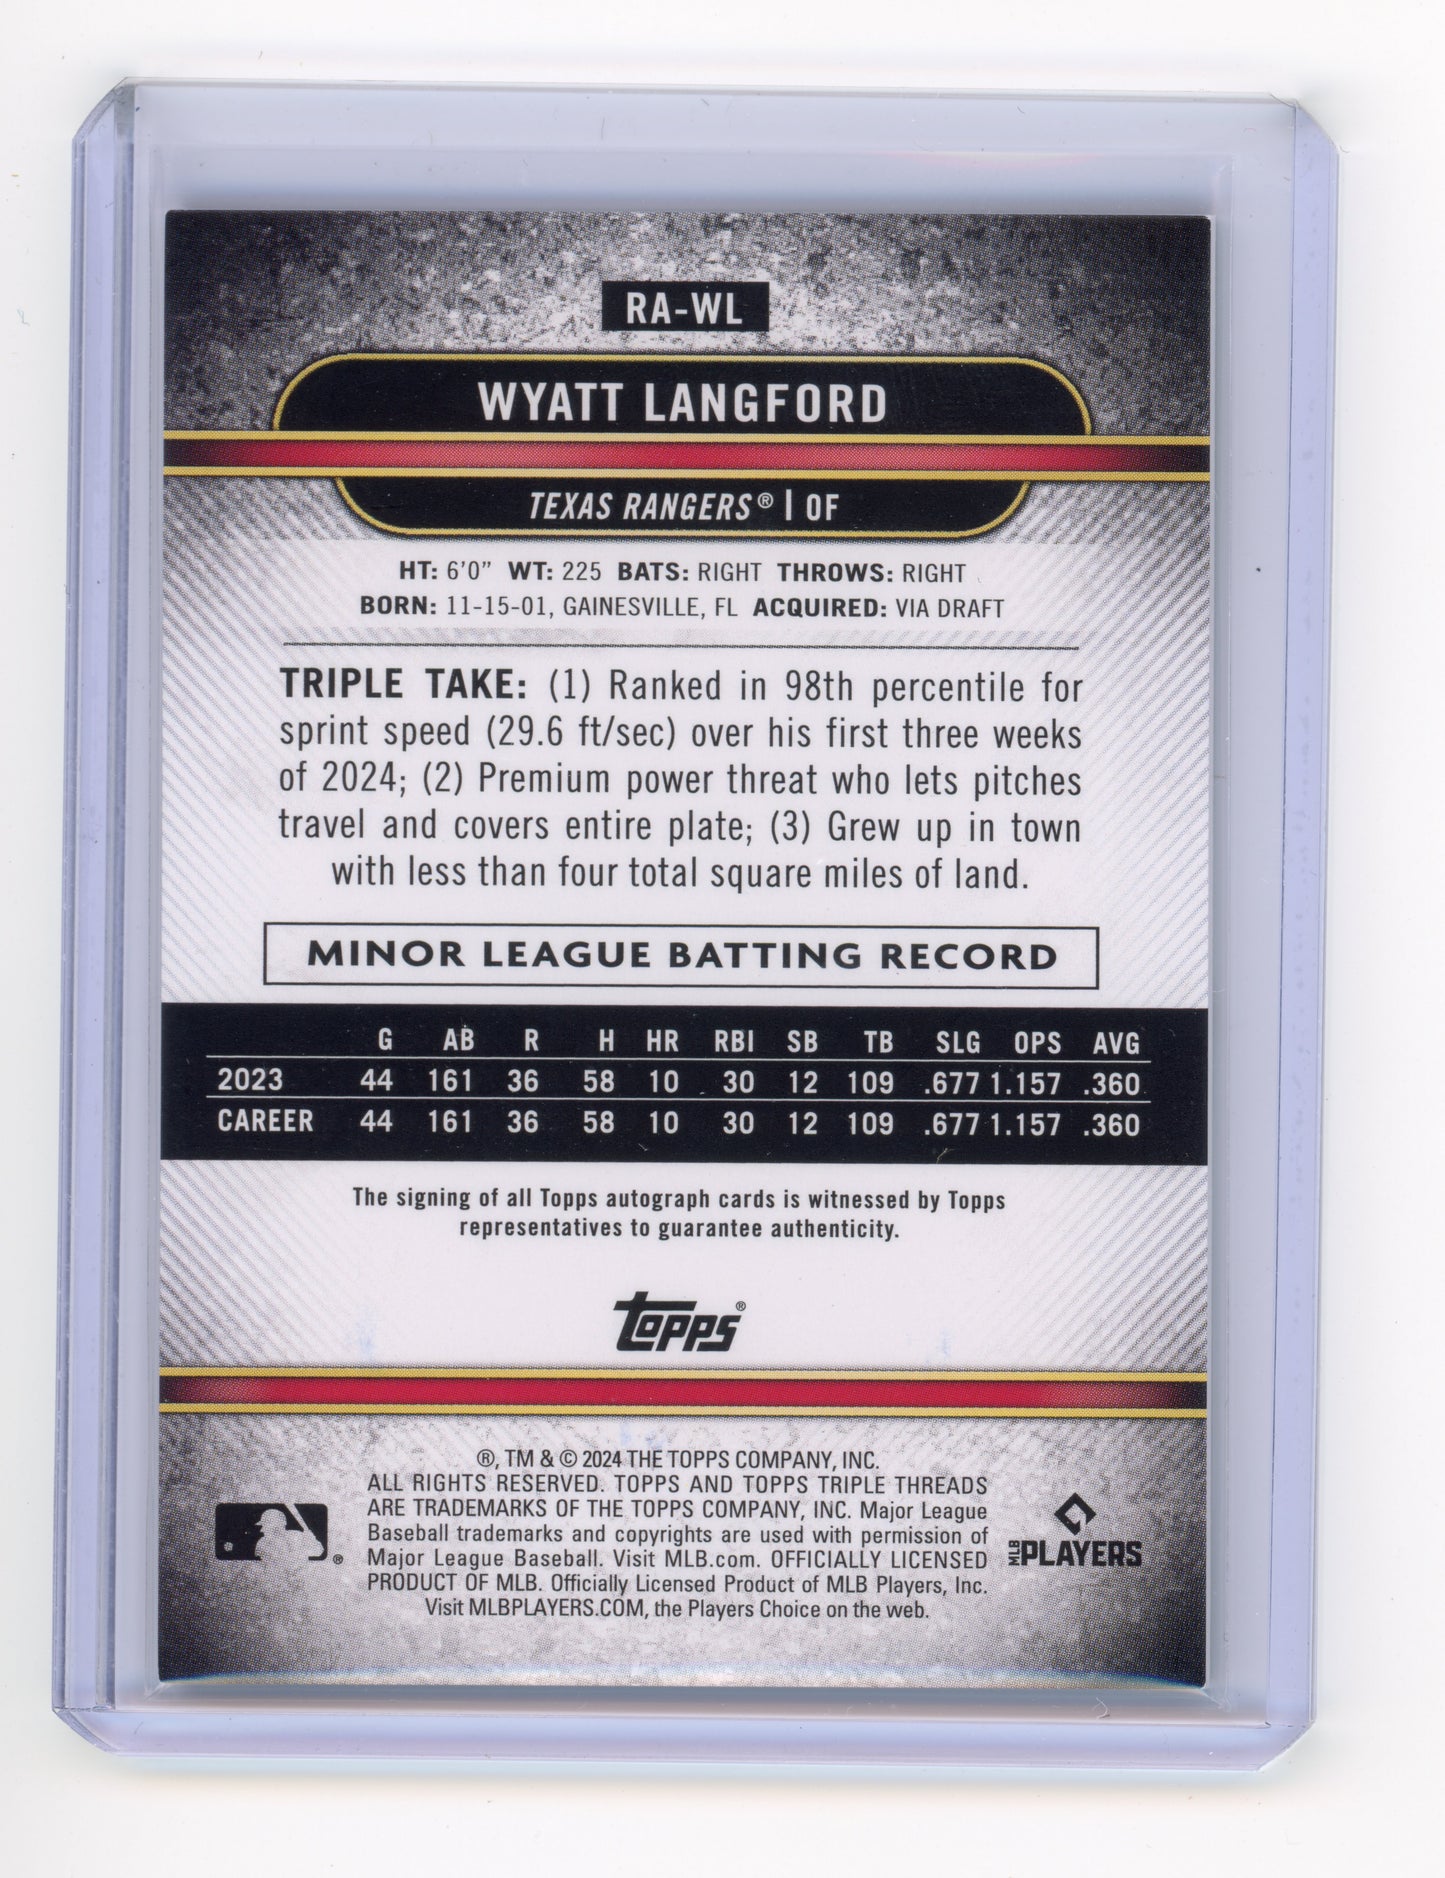 RA-WL
WYATT LANGFORD
TEXAS RANGERS® | OF
HT: 6'0" WT: 225 BATS: RIGHT THROWS: RIGHT
BORN: 11-15-01, GAINESVILLE, FL ACQUIRED: VIA DRAFT
TRIPLE TAKE: (1) Ranked in 98th percentile for
sprint speed (29.6 ft/sec) over his first three weeks
of 2024; (2) Premium power threat who lets pitches
travel and covers entire plate; (3) Grew up in town
with less than four total square miles of land.
MINOR LEAGUE BATTING RECORD
G AB R H HR RBI SB TB SLG OPS AVG
2023 44 161 36 58 10 30 12 109 .677 1.157 .360
CAREER 44 161 36 58 10 30 12 109 .677 1.157 .360
The signing of all Topps autograph cards is witnessed by Topps
representatives to guarantee authenticity.
topps®
®, TM & © 2024 THE TOPPS COMPANY, INC.
ALL RIGHTS RESERVED. TOPPS AND TOPPS TRIPLE THREADS
ARE TRADEMARKS OF THE TOPPS COMPANY, INC. Major League
Baseball trademarks and copyrights are used with permission of
Major League Baseball. Visit MLB.com. OFFICIALLY LICENSED
PRODUCT OF MLB. Officially Licensed Product of MLB Players, Inc.
Visit MLBPLAYERS.COM, the Players Choice on the web.
®
MLB PLAYERS